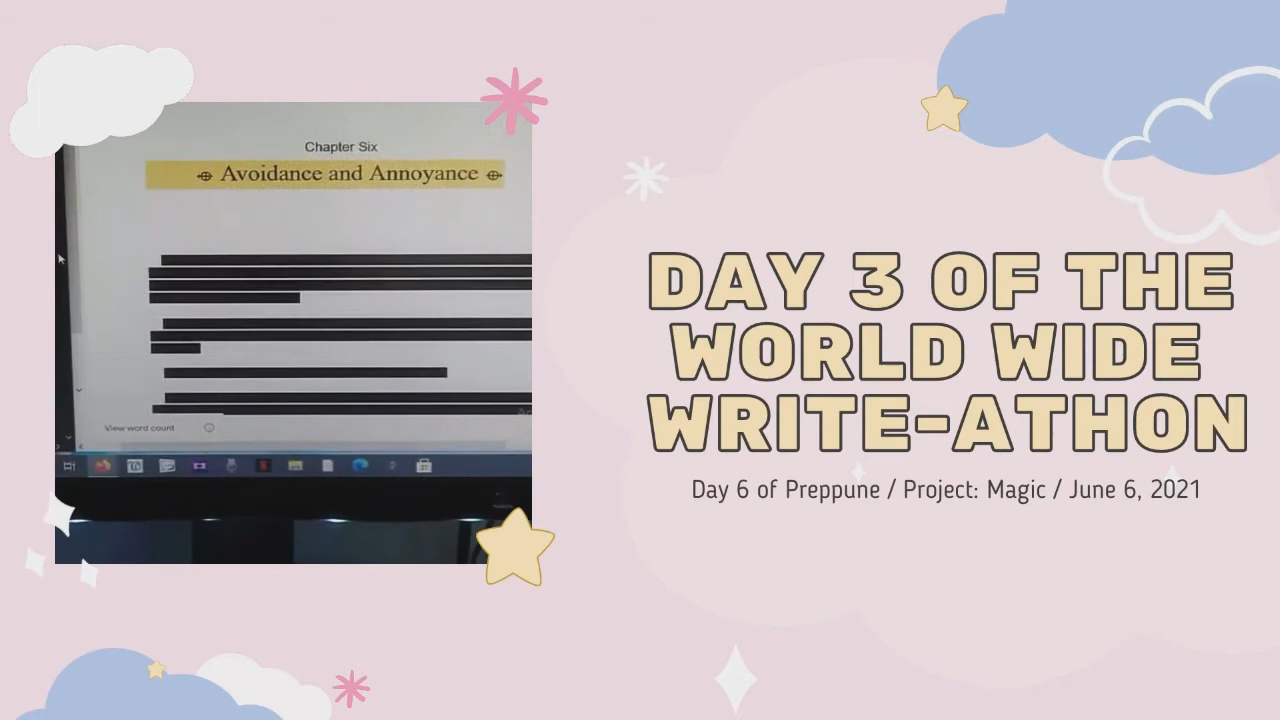 Chapter Six
Avoidance and Annoyance
View word count
DAY 3 OF THE
WORLD WIDE
WRITE-ATHON
Day 6 of Preppune / Project: Magic / June 6, 2021